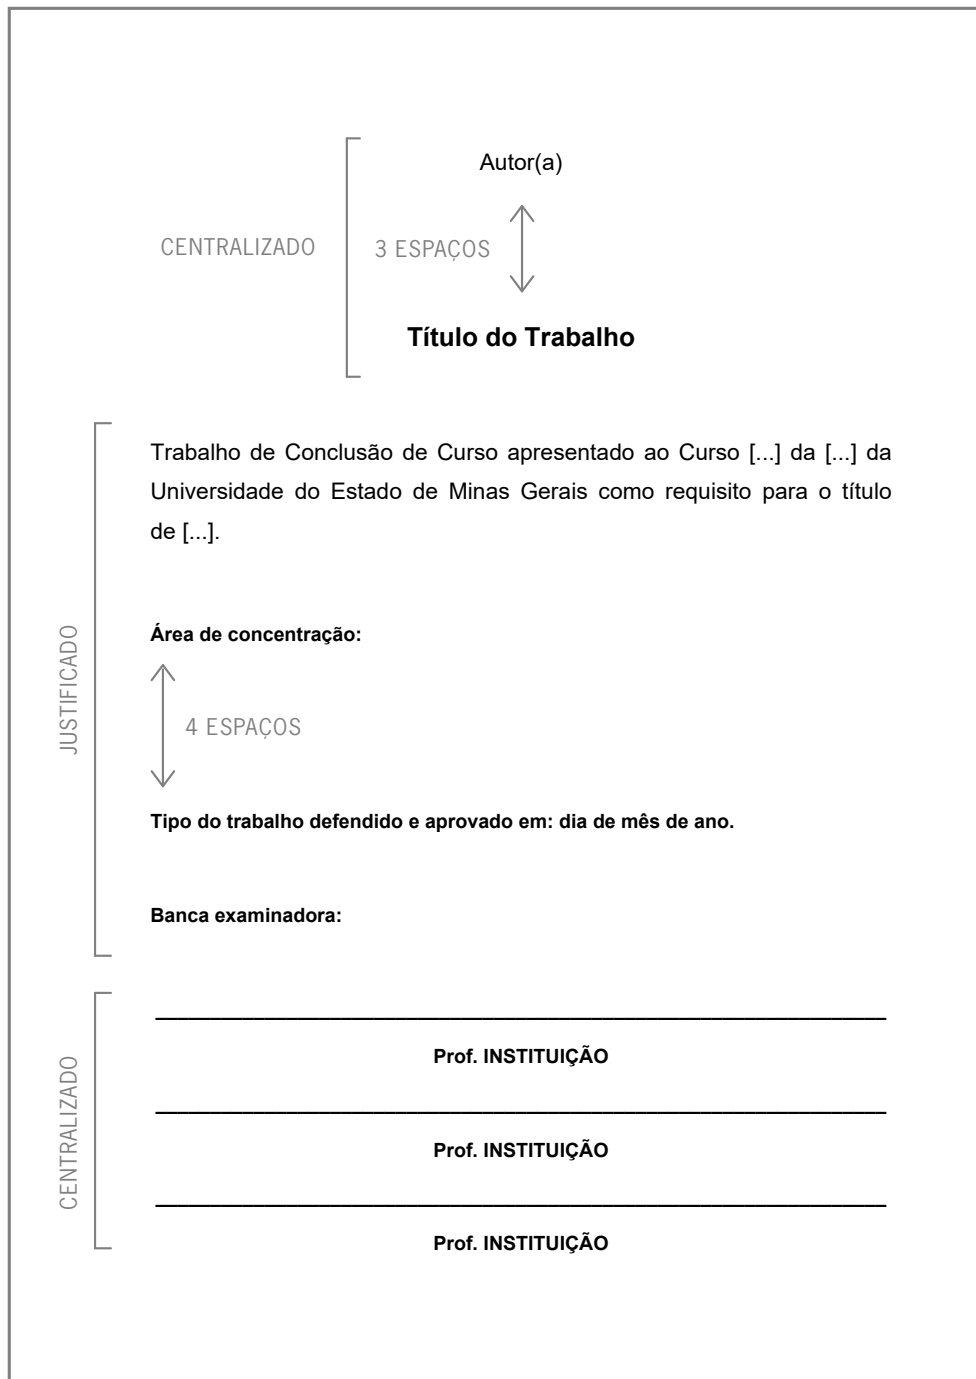 Autor(a)
CENTRALIZADO
3 ESPAÇOS
Título do Trabalho
Trabalho de Conclusão de Curso apresentado ao Curso [...] da [...] da
Universidade do Estado de Minas Gerais como requisito para o título
de [...].
JUSTIFICADO
Área de concentração:
4 ESPAÇOS
Tipo do trabalho defendido e aprovado em: dia de mês de ano.
Banca examinadora:
CENTRALIZADO
Prof. INSTITUIÇÃO
Prof. INSTITUIÇÃO
Prof. INSTITUIÇÃO